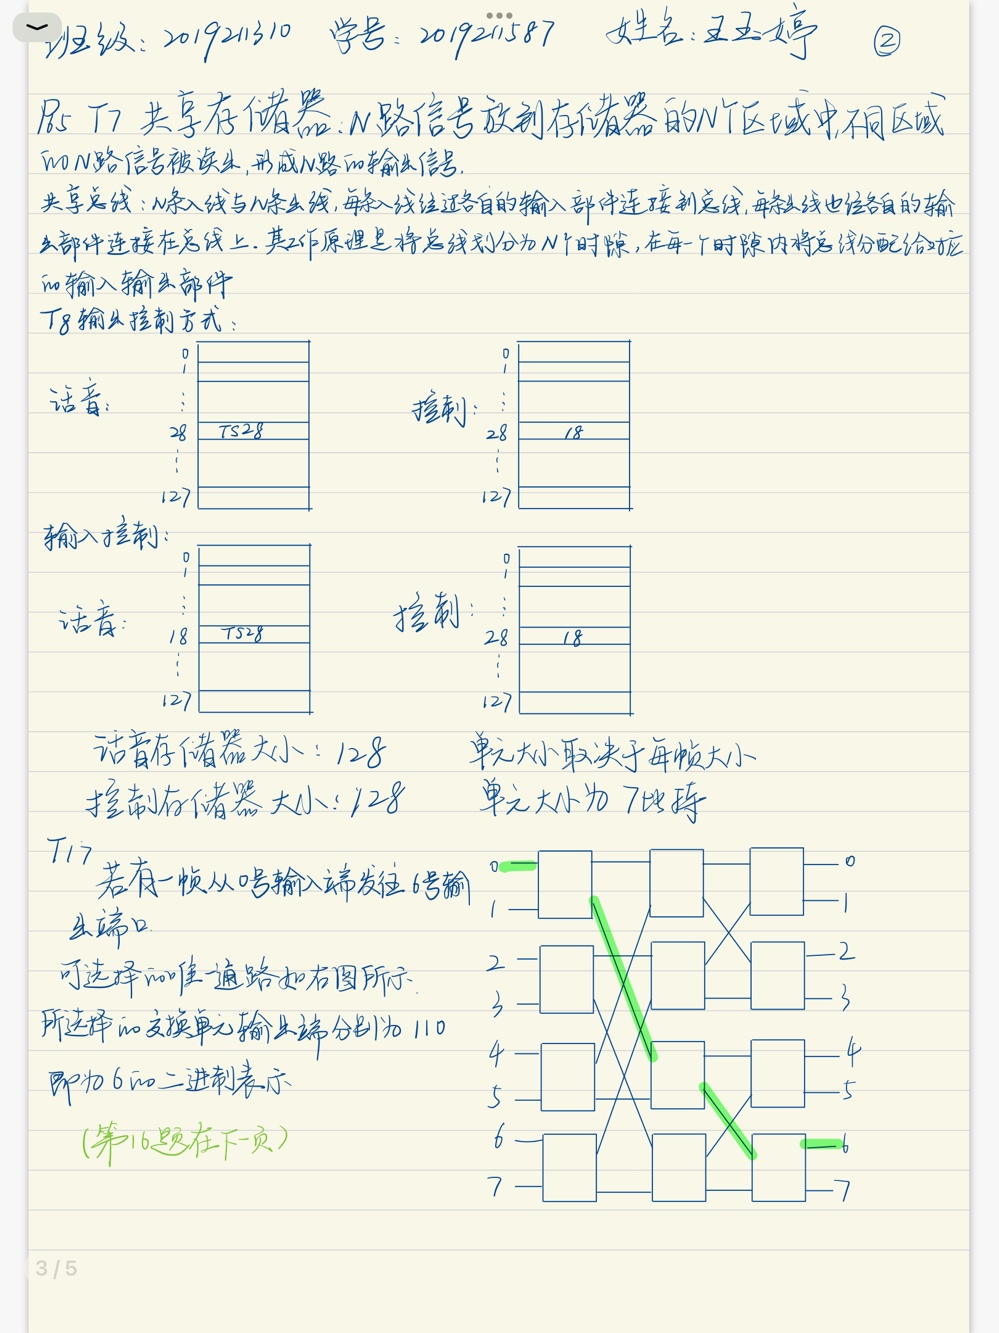 班级：2019211310 学号：2019211587 姓名：王玉婷 ②
P85 T7 共享存储器：N路信号放到存储器的N个区域中，不同区域
的N路信号被读出，形成N路的输出信号.
共享总线：N条入线与N条出线，每条入线经过各自的输入部件连接到总线，每条出线也经各自的输
出部件连接在总线上.其工作原理是将总线划分为N个时隙，在每一个时隙内将总线分配给对应
的输入输出部件
T8 输出控制方式：
话音： 0 1 ⋮ 28 TS28 ⋮ 127
控制： 0 1 ⋮ 28 18 ⋮ 127
输入控制：
话音： 0 1 ⋮ 18 TS28 ⋮ 127
控制： 0 1 ⋮ 28 18 ⋮ 127
话音存储器大小：128 单元大小取决于每帧大小
控制存储器大小：128 单元大小为7比特
T17
若有一帧从0号输入端发往6号输
出端口.
可选择的唯一通路如右图所示.
所选择的交换单元输出端分别为110
即为6的二进制表示
(第16题在下一页)
0 0
1 1
2 2
3 3
4 4
5 5
6 6
7 7
3 / 5